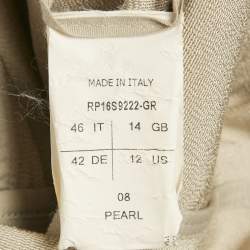 MADE IN ITALY
RP16S9222-GR
46 IT 14 GB
42 DE 12 US
08
PEARL